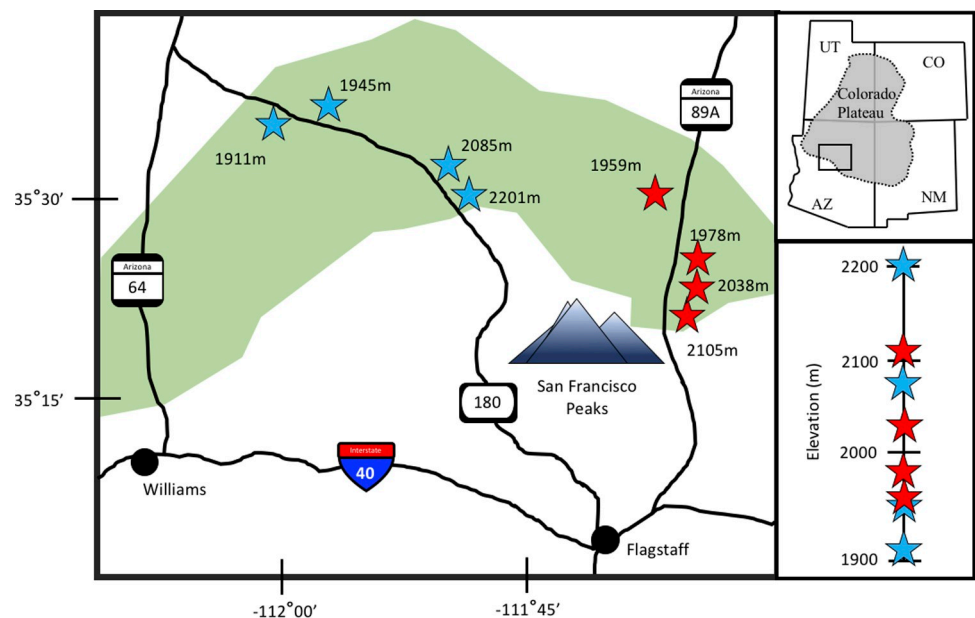 1945m
1911m
2085m
2201m
1959m
1978m
2038m
2105m
Arizona
89A
Arizona
64
San Francisco
Peaks
180
Interstate
40
Williams
Flagstaff
35°30′
35°15′
-112°00′
-111°45′
UT
CO
Colorado
Plateau
AZ
NM
Elevation (m)
2200
2100
2000
1900